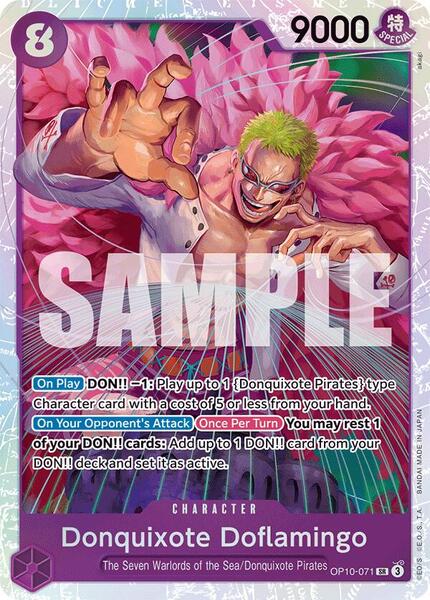 8
9000
特
SPECIAL
akagi
SAMPLE
On Play DON!! −1: Play up to 1 {Donquixote Pirates} type
Character card with a cost of 5 or less from your hand.
On Your Opponent's Attack Once Per Turn You may rest 1
of your DON!! cards: Add up to 1 DON!! card from your
DON!! deck and set it as active.
CHARACTER
Donquixote Doflamingo
The Seven Warlords of the Sea/Donquixote Pirates
OP10-071 SR 3
©E.O/S ©E.O./S., T.A. BANDAI MADE IN JAPAN